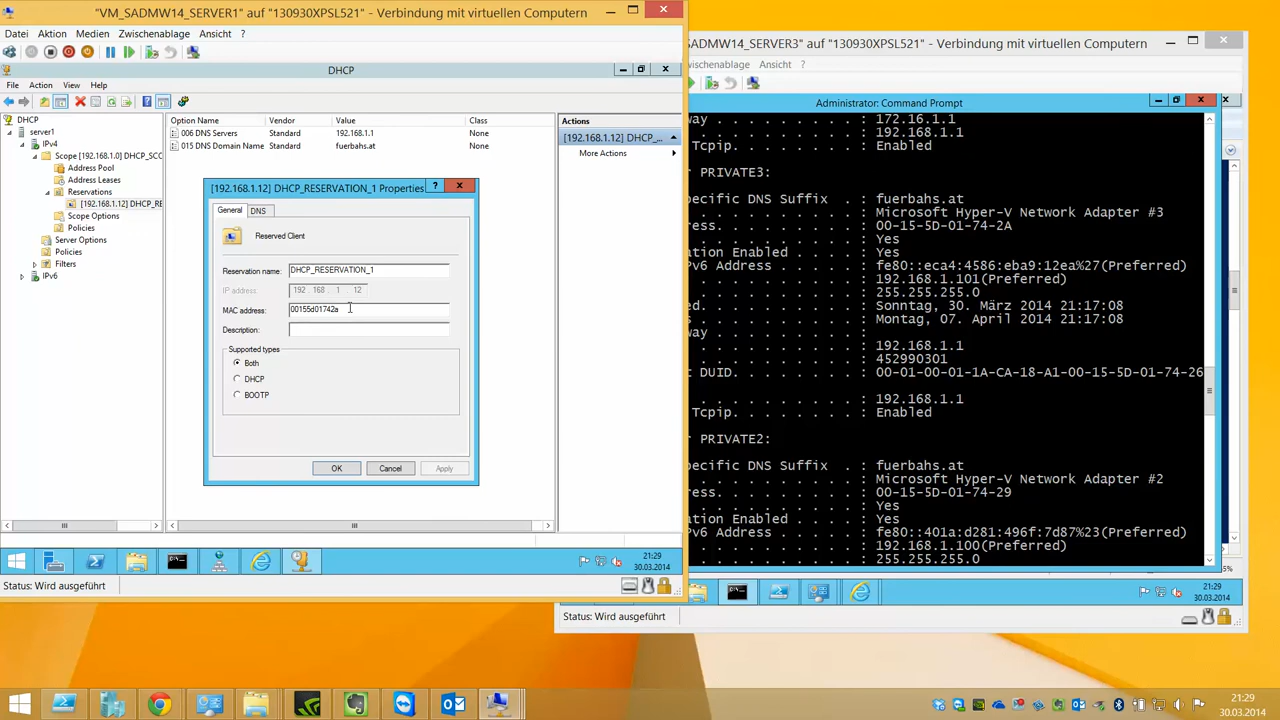 "VM_SADMW14_SERVER1" auf "130930XPSL521" - Verbindung mit virtuellen Computern
Datei Aktion Medien Zwischenablage Ansicht ?
DHCP
File Action View Help
DHCP
server1
IPv4
Scope [192.168.1.0] DHCP_SCO
Address Pool
Address Leases
Reservations
[192.168.1.12] DHCP_RE
Scope Options
Policies
Server Options
Policies
Filters
IPv6
Option Name Vendor Value Class
006 DNS Servers Standard 192.168.1.1 None
015 DNS Domain Name Standard fuerbahs.at None
Actions
[192.168.1.12] DHCP_...
More Actions
[192.168.1.12] DHCP_RESERVATION_1 Properties ?
General DNS
Reserved Client
Reservation name: DHCP_RESERVATION_1
IP address: 192 . 168 . 1 . 12
MAC address: 00155d01742a
Description:
Supported types
Both
DHCP
BOOTP
OK Cancel Apply
21:29
30.03.2014
Status: Wird ausgeführt
SADMW14_SERVER3" auf "130930XPSL521" - Verbindung mit virtuellen Computern
wischenablage Ansicht ?
Administrator: Command Prompt
way . . . . . . . . . : 172.16.1.1
. . . . . . . . . . : 192.168.1.1
Tcpip. . . . . . . . : Enabled
r PRIVATE3:
pecific DNS Suffix . : fuerbahs.at
. . . . . . . . . . : Microsoft Hyper-V Network Adapter #3
ress. . . . . . . . . : 00-15-5D-01-74-2A
. . . . . . . . . . : Yes
ation Enabled . . . . : Yes
Pv6 Address . . . . . : fe80::eca4:4586:eba9:12ea%27(Preferred)
. . . . . . . . . . : 192.168.1.101(Preferred)
. . . . . . . . . . : 255.255.255.0
ed. . . . . . . . . . : Sonntag, 30. März 2014 21:17:08
s . . . . . . . . . . : Montag, 07. April 2014 21:17:08
way . . . . . . . . . :
. . . . . . . . . . : 192.168.1.1
. . . . . . . . . . : 452990301
t DUID. . . . . . . . : 00-01-00-01-1A-CA-18-A1-00-15-5D-01-74-26
. . . . . . . . . . : 192.168.1.1
Tcpip. . . . . . . . : Enabled
r PRIVATE2:
pecific DNS Suffix . : fuerbahs.at
. . . . . . . . . . : Microsoft Hyper-V Network Adapter #2
ress. . . . . . . . . : 00-15-5D-01-74-29
. . . . . . . . . . : Yes
ation Enabled . . . . : Yes
Pv6 Address . . . . . : fe80::401a:d281:496f:7d87%23(Preferred)
. . . . . . . . . . : 192.168.1.100(Preferred)
. . . . . . . . . . : 255.255.255.0
21:29
30.03.2014
Status: Wird ausgeführt
21:29
30.03.2014